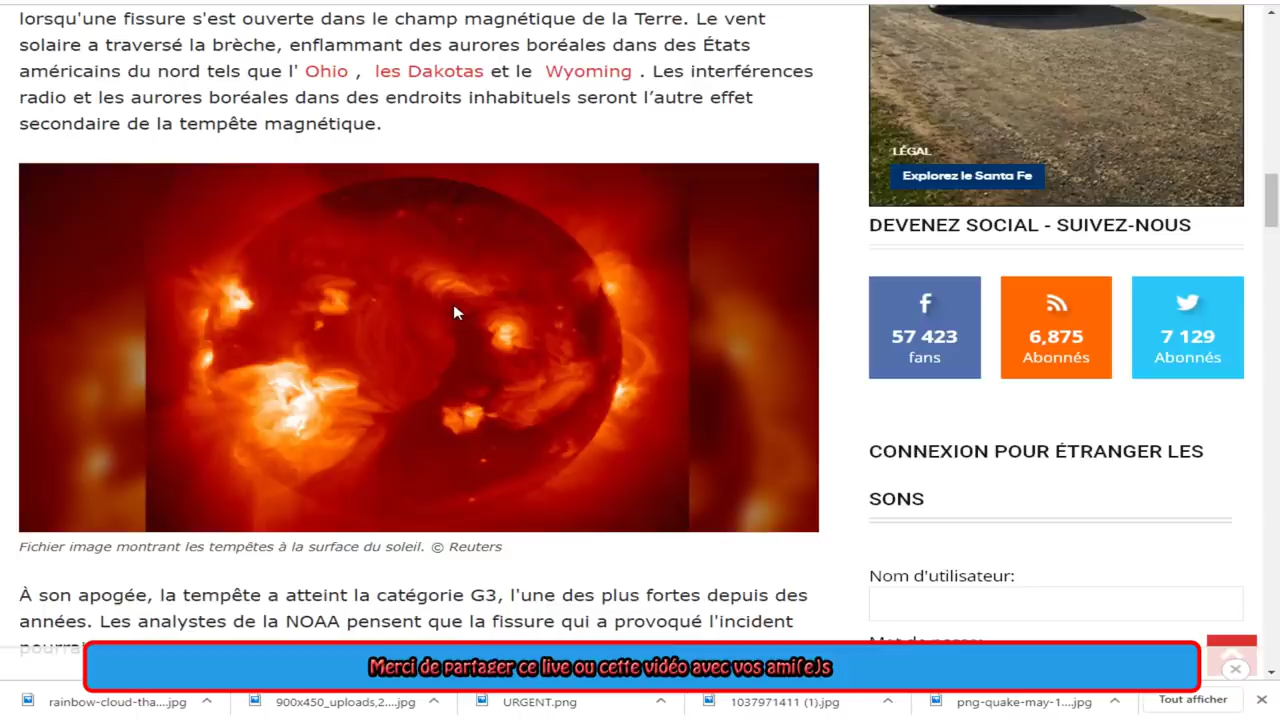 lorsqu'une fissure s'est ouverte dans le champ magnétique de la Terre. Le vent
solaire a traversé la brèche, enflammant des aurores boréales dans des États
américains du nord tels que l' Ohio , les Dakotas et le Wyoming . Les interférences
radio et les aurores boréales dans des endroits inhabituels seront l’autre effet
secondaire de la tempête magnétique.
Fichier image montrant les tempêtes à la surface du soleil. © Reuters
À son apogée, la tempête a atteint la catégorie G3, l'une des plus fortes depuis des
années. Les analystes de la NOAA pensent que la fissure qui a provoqué l'incident
LÉGAL
Explorez le Santa Fe
DEVENEZ SOCIAL - SUIVEZ-NOUS
57 423
fans
6,875
Abonnés
7 129
Abonnés
CONNEXION POUR ÉTRANGER LES
SONS
Nom d'utilisateur:
Merci de partager ce live ou cette vidéo avec vos ami(e)s
rainbow-cloud-tha....jpg
900x450_uploads,2....jpg
URGENT.png
1037971411 (1).jpg
png-quake-may-1....jpg
Tout afficher